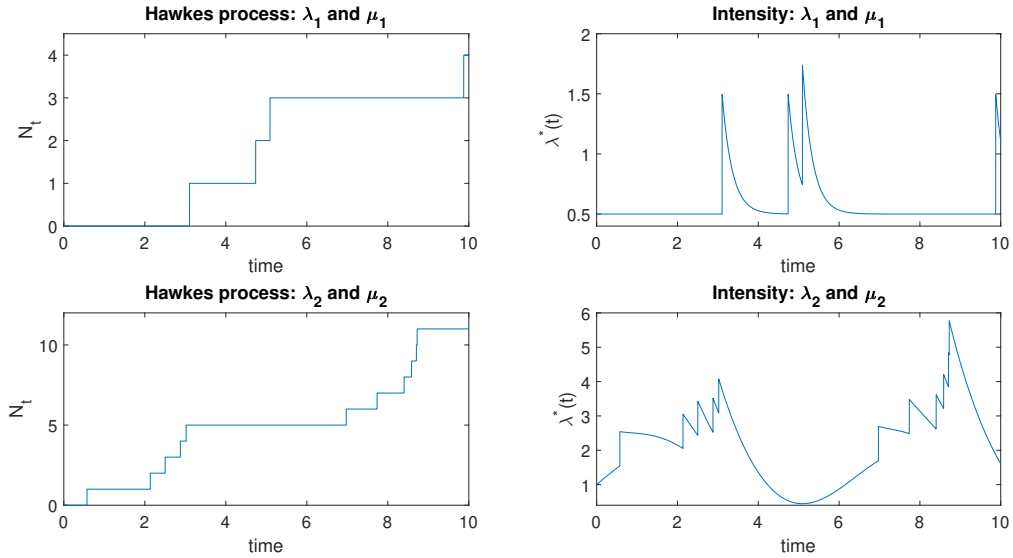 Hawkes process: λ₁ and μ₁
N_t
4
3
2
1
0
0 2 4 6 8 10
time
Intensity: λ₁ and μ₁
λ*(t)
2
1.5
1
0.5
0 2 4 6 8 10
time
Hawkes process: λ₂ and μ₂
N_t
10
5
0
0 2 4 6 8 10
time
Intensity: λ₂ and μ₂
λ*(t)
6
5
4
3
2
1
0 2 4 6 8 10
time